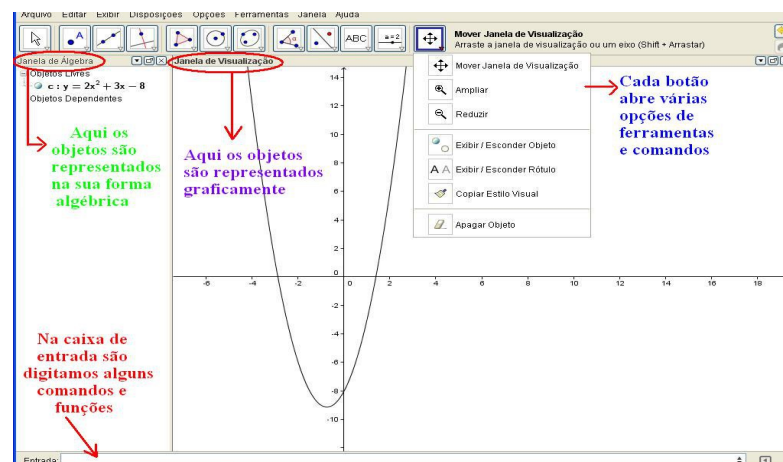 Arquivo Editar Exibir Disposições Opções Ferramentas Janela Ajuda
ABC
a=2
Mover Janela de Visualização
Arraste a janela de visualização ou um eixo (Shift + Arrastar)
Janela de Álgebra
Janela de Visualização
Objetos Livres
c : y = 2x² + 3x − 8
Objetos Dependentes
Aqui os
objetos são
representados
na sua forma
algébrica
Aqui os objetos
são representados
graficamente
Mover Janela de Visualização
Ampliar
Reduzir
Exibir / Esconder Objeto
AA Exibir / Esconder Rótulo
Copiar Estilo Visual
Apagar Objeto
Cada botão
abre várias
opções de
ferramentas
e comandos
14
12
10
8
6
4
2
0
-2
-4
-6
-8
-10
-6 -4 -2 0 2 4 6 8 10 12 14 16 18
Na caixa de
entrada são
digitamos alguns
comandos e
funções
Entrada: